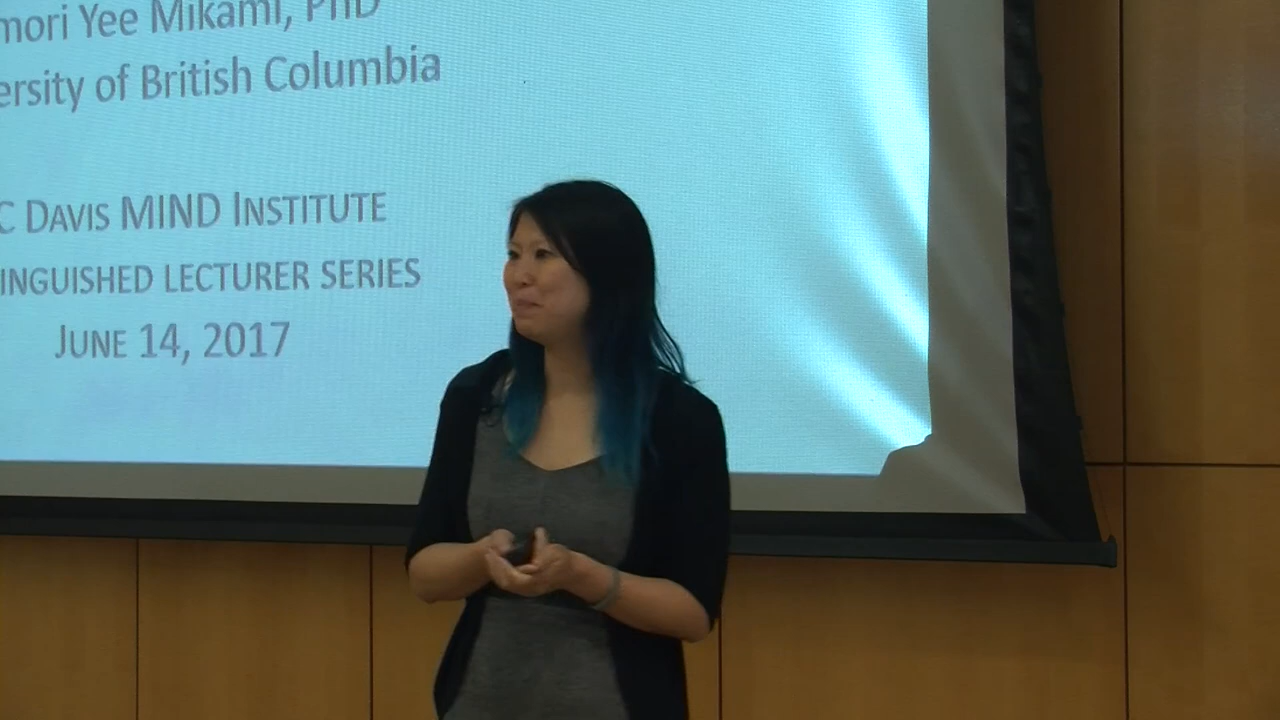 mori Yee Mikami, PhD
ersity of British Columbia
C DAVIS MIND INSTITUTE
INGUISHED LECTURER SERIES
JUNE 14, 2017